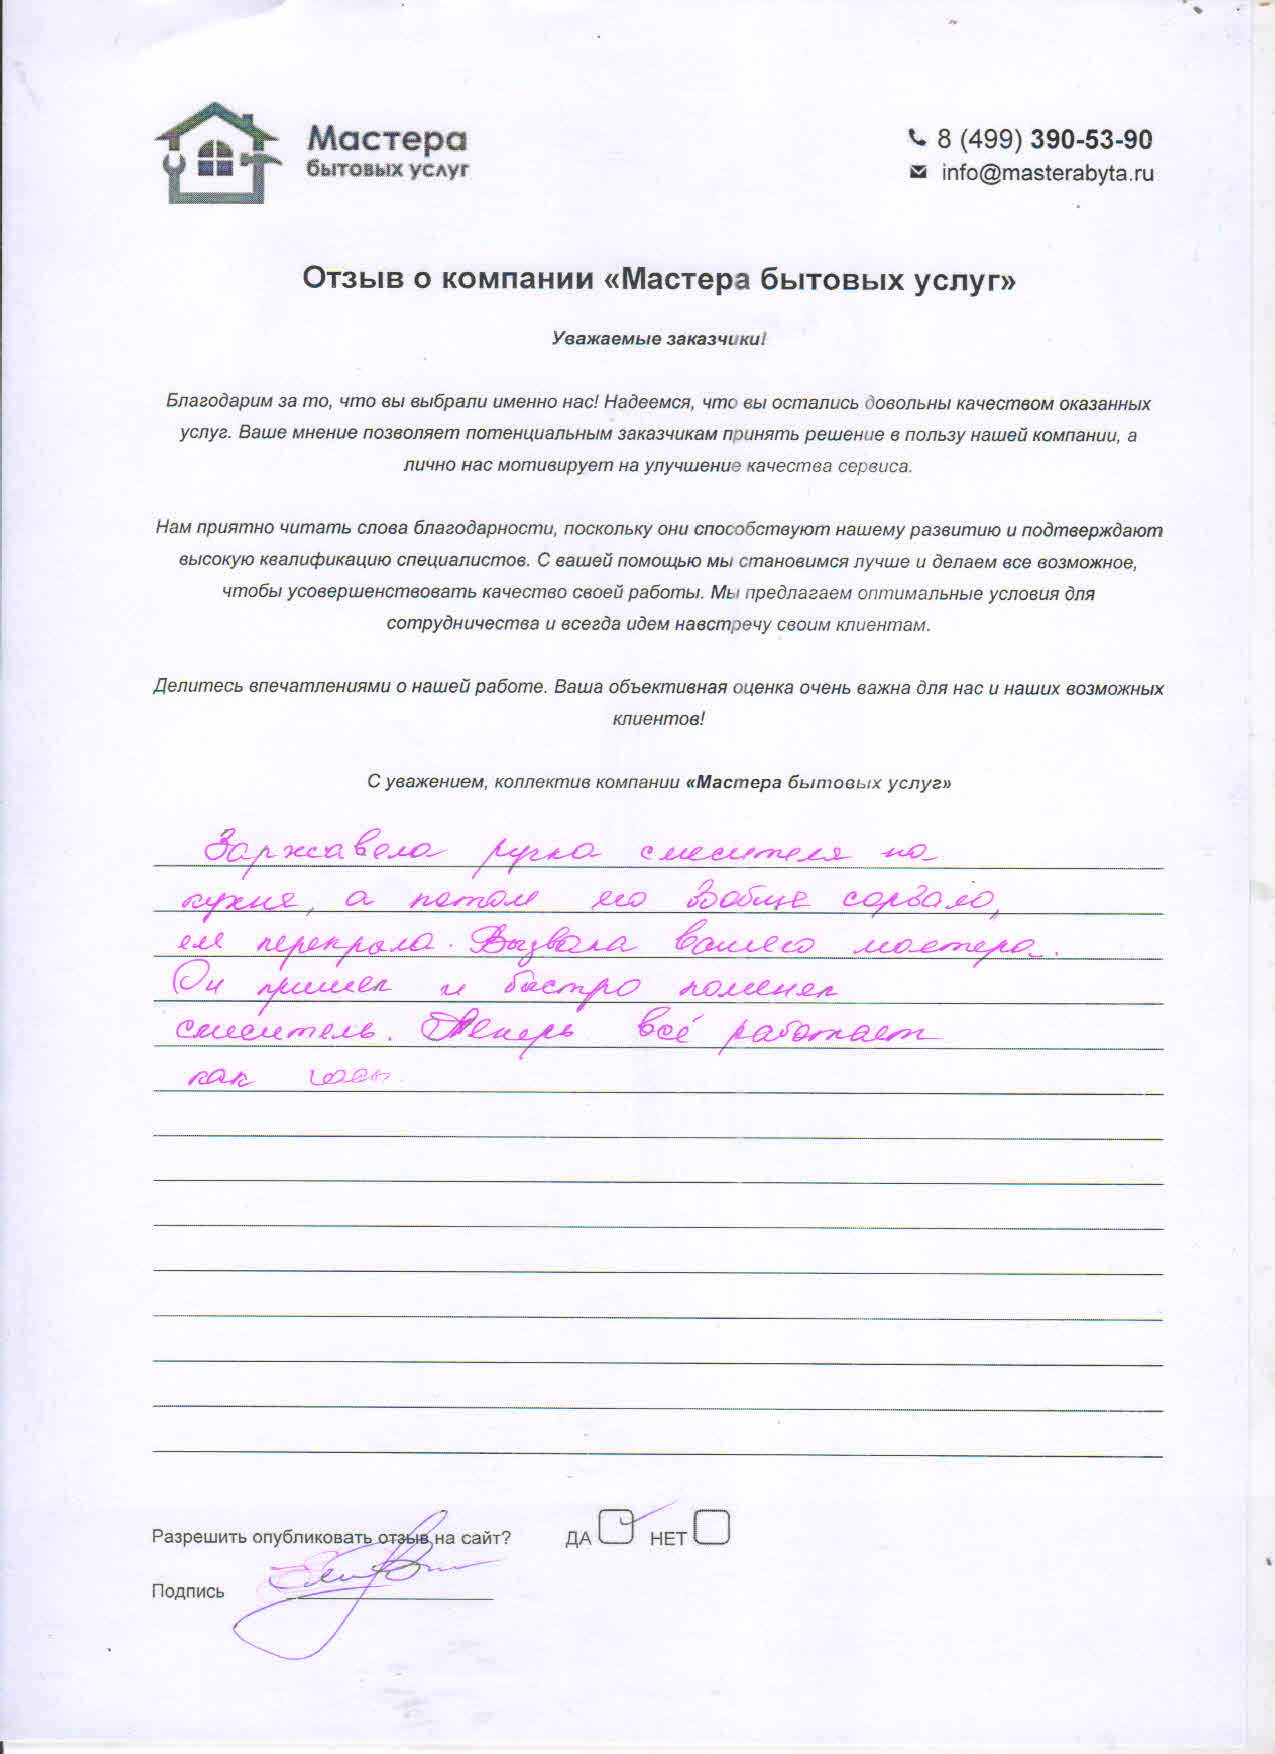 Мастера
бытовых услуг
8 (499) 390-53-90
info@masterabyta.ru
Отзыв о компании «Мастера бытовых услуг»
Уважаемые заказчики!
Благодарим за то, что вы выбрали именно нас! Надеемся, что вы остались довольны качеством оказанных
услуг. Ваше мнение позволяет потенциальным заказчикам принять решение в пользу нашей компании, а
лично нас мотивирует на улучшение качества сервиса.
Нам приятно читать слова благодарности, поскольку они способствуют нашему развитию и подтверждают
высокую квалификацию специалистов. С вашей помощью мы становимся лучше и делаем все возможное,
чтобы усовершенствовать качество своей работы. Мы предлагаем оптимальные условия для
сотрудничества и всегда идем навстречу своим клиентам.
Делитесь впечатлениями о нашей работе. Ваша объективная оценка очень важна для нас и наших возможных
клиентов!
С уважением, коллектив компании «Мастера бытовых услуг»
Заржавела ручка смесителя на
кухне, а потом его вообще сорвало,
еле перекрыла. Вызвала вашего мастера.
Он пришел и быстро поменял
смеситель. Теперь всё работает
как
Разрешить опубликовать отзыв на сайт? ДА НЕТ
Подпись